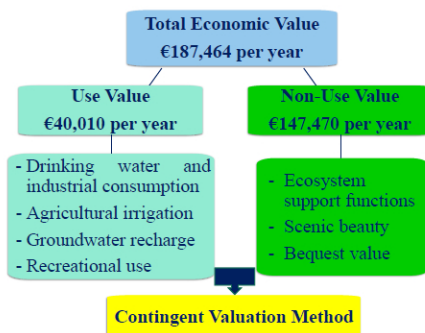 Total Economic Value
€187,464 per year
Use Value
€40,010 per year
Non-Use Value
€147,470 per year
- Drinking water and
industrial consumption
- Agricultural irrigation
- Groundwater recharge
- Recreational use
- Ecosystem
support functions
- Scenic beauty
- Bequest value
Contingent Valuation Method